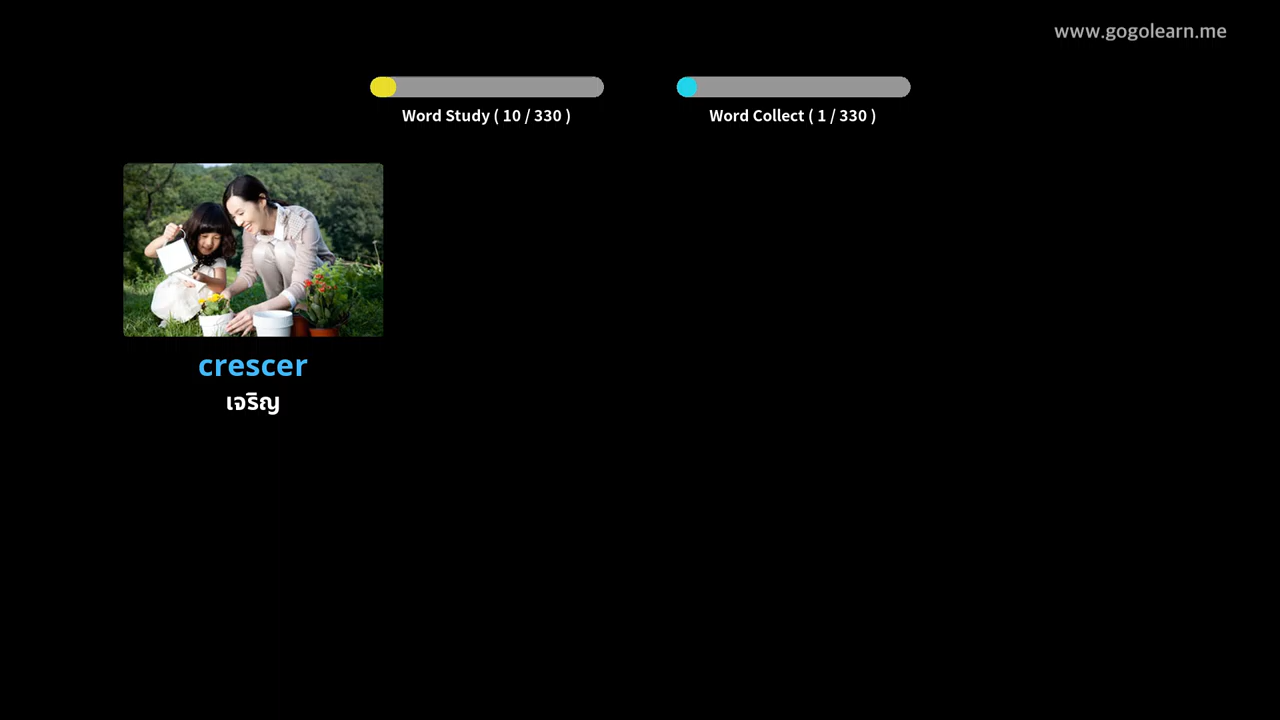 www.gogolearn.me
Word Study ( 10 / 330 )
Word Collect ( 1 / 330 )
crescer
เจริญ